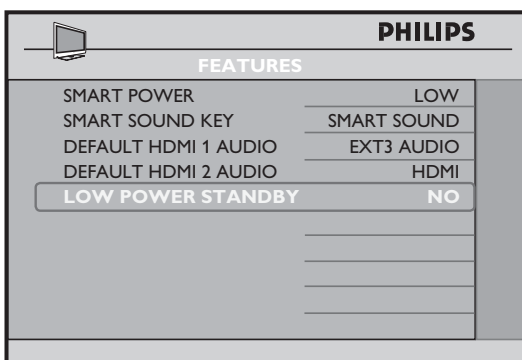 PHILIPS
FEATURES
SMART POWER LOW
SMART SOUND KEY SMART SOUND
DEFAULT HDMI 1 AUDIO EXT3 AUDIO
DEFAULT HDMI 2 AUDIO HDMI
LOW POWER STANDBY NO